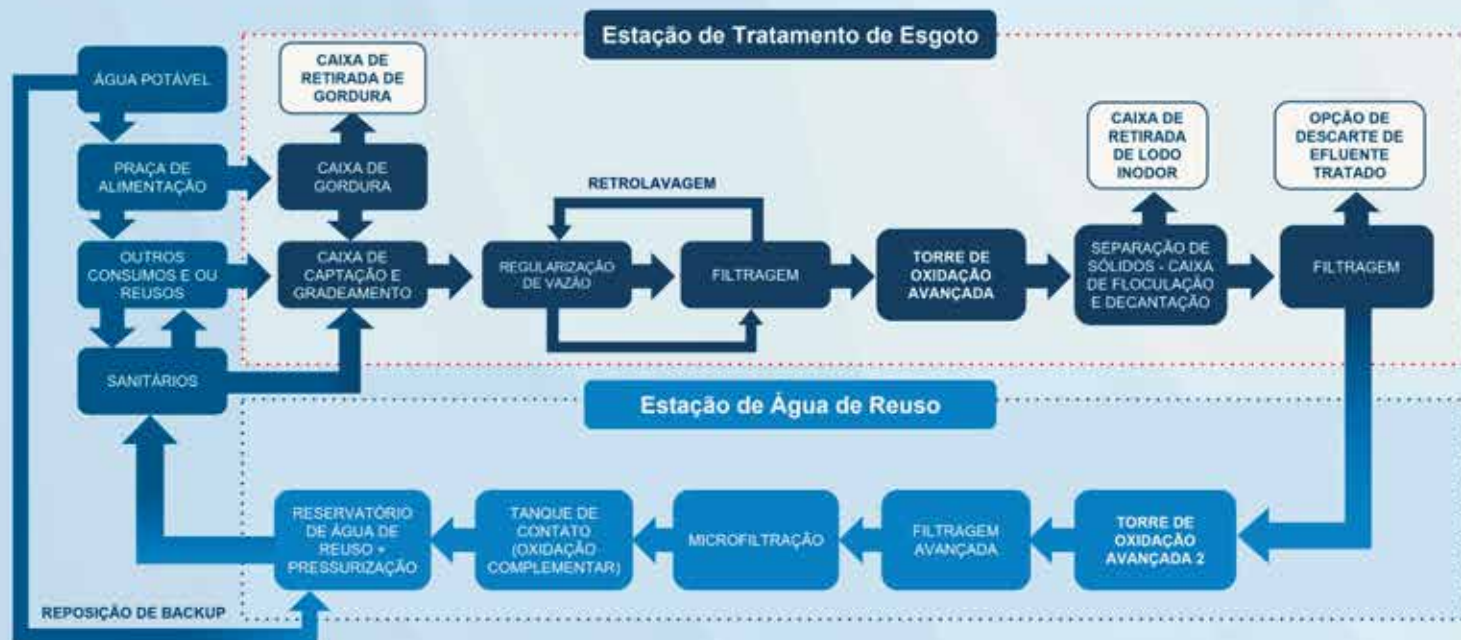 Estação de Tratamento de Esgoto
ÁGUA POTÁVEL
CAIXA DE
RETIRADA DE
GORDURA
CAIXA DE
RETIRADA
DE LODO
INODOR
OPÇÃO DE
DESCARTE DE
EFLUENTE
TRATADO
PRAÇA DE
ALIMENTAÇÃO
CAIXA DE
GORDURA
RETROLAVAGEM
OUTROS
CONSUMOS E OU
REUSOS
CAIXA DE
CAPTAÇÃO E
GRADEAMENTO
REGULARIZAÇÃO
DE VAZÃO
FILTRAGEM
TORRE DE
OXIDAÇÃO
AVANÇADA
SEPARAÇÃO DE
SÓLIDOS - CAIXA
DE FLOCULAÇÃO
E DECANTAÇÃO
FILTRAGEM
SANITÁRIOS
Estação de Água de Reuso
RESERVATÓRIO
DE ÁGUA DE
REUSO +
PRESSURIZAÇÃO
TANQUE DE
CONTATO
(OXIDAÇÃO
COMPLEMENTAR)
MICROFILTRAÇÃO
FILTRAGEM
AVANÇADA
TORRE DE
OXIDAÇÃO
AVANÇADA 2
REPOSIÇÃO DE BACKUP